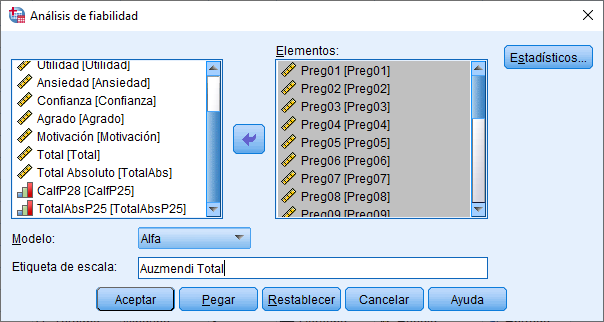 Análisis de fiabilidad
Elementos:
Utilidad [Utilidad]
Ansiedad [Ansiedad]
Confianza [Confianza]
Agrado [Agrado]
Motivación [Motivación]
Total [Total]
Total Absoluto [TotalAbs]
CalfP28 [CalfP25]
TotalAbsP25 [TotalAbsP25]
Preg01 [Preg01]
Preg02 [Preg02]
Preg03 [Preg03]
Preg04 [Preg04]
Preg05 [Preg05]
Preg06 [Preg06]
Preg07 [Preg07]
Preg08 [Preg08]
Preg09 [Preg09]
Estadísticos...
Modelo: Alfa
Etiqueta de escala: Auzmendi Total
Aceptar Pegar Restablecer Cancelar Ayuda